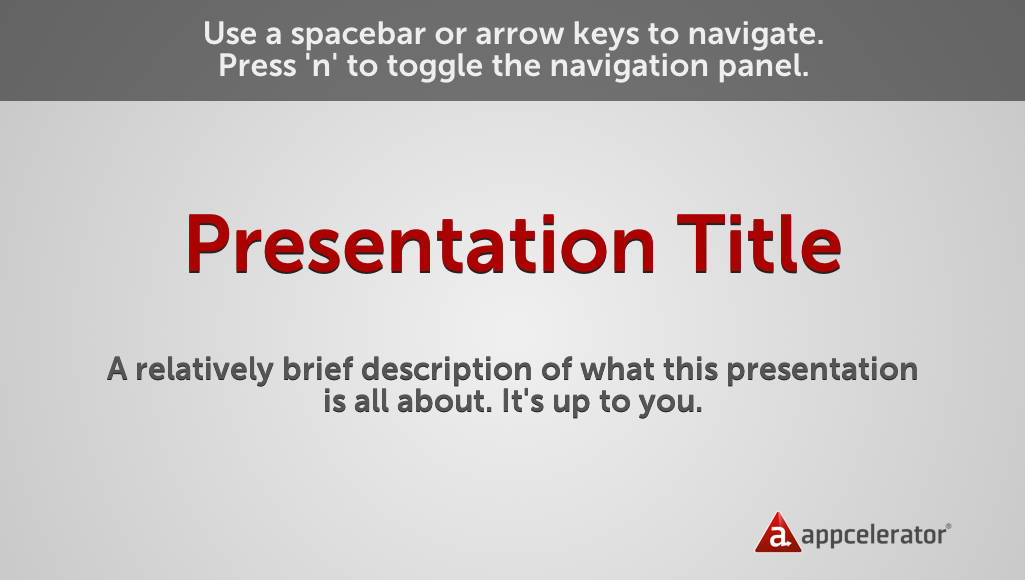 Use a spacebar or arrow keys to navigate.
Press 'n' to toggle the navigation panel.
Presentation Title
A relatively brief description of what this presentation
is all about. It's up to you.
a appcelerator®